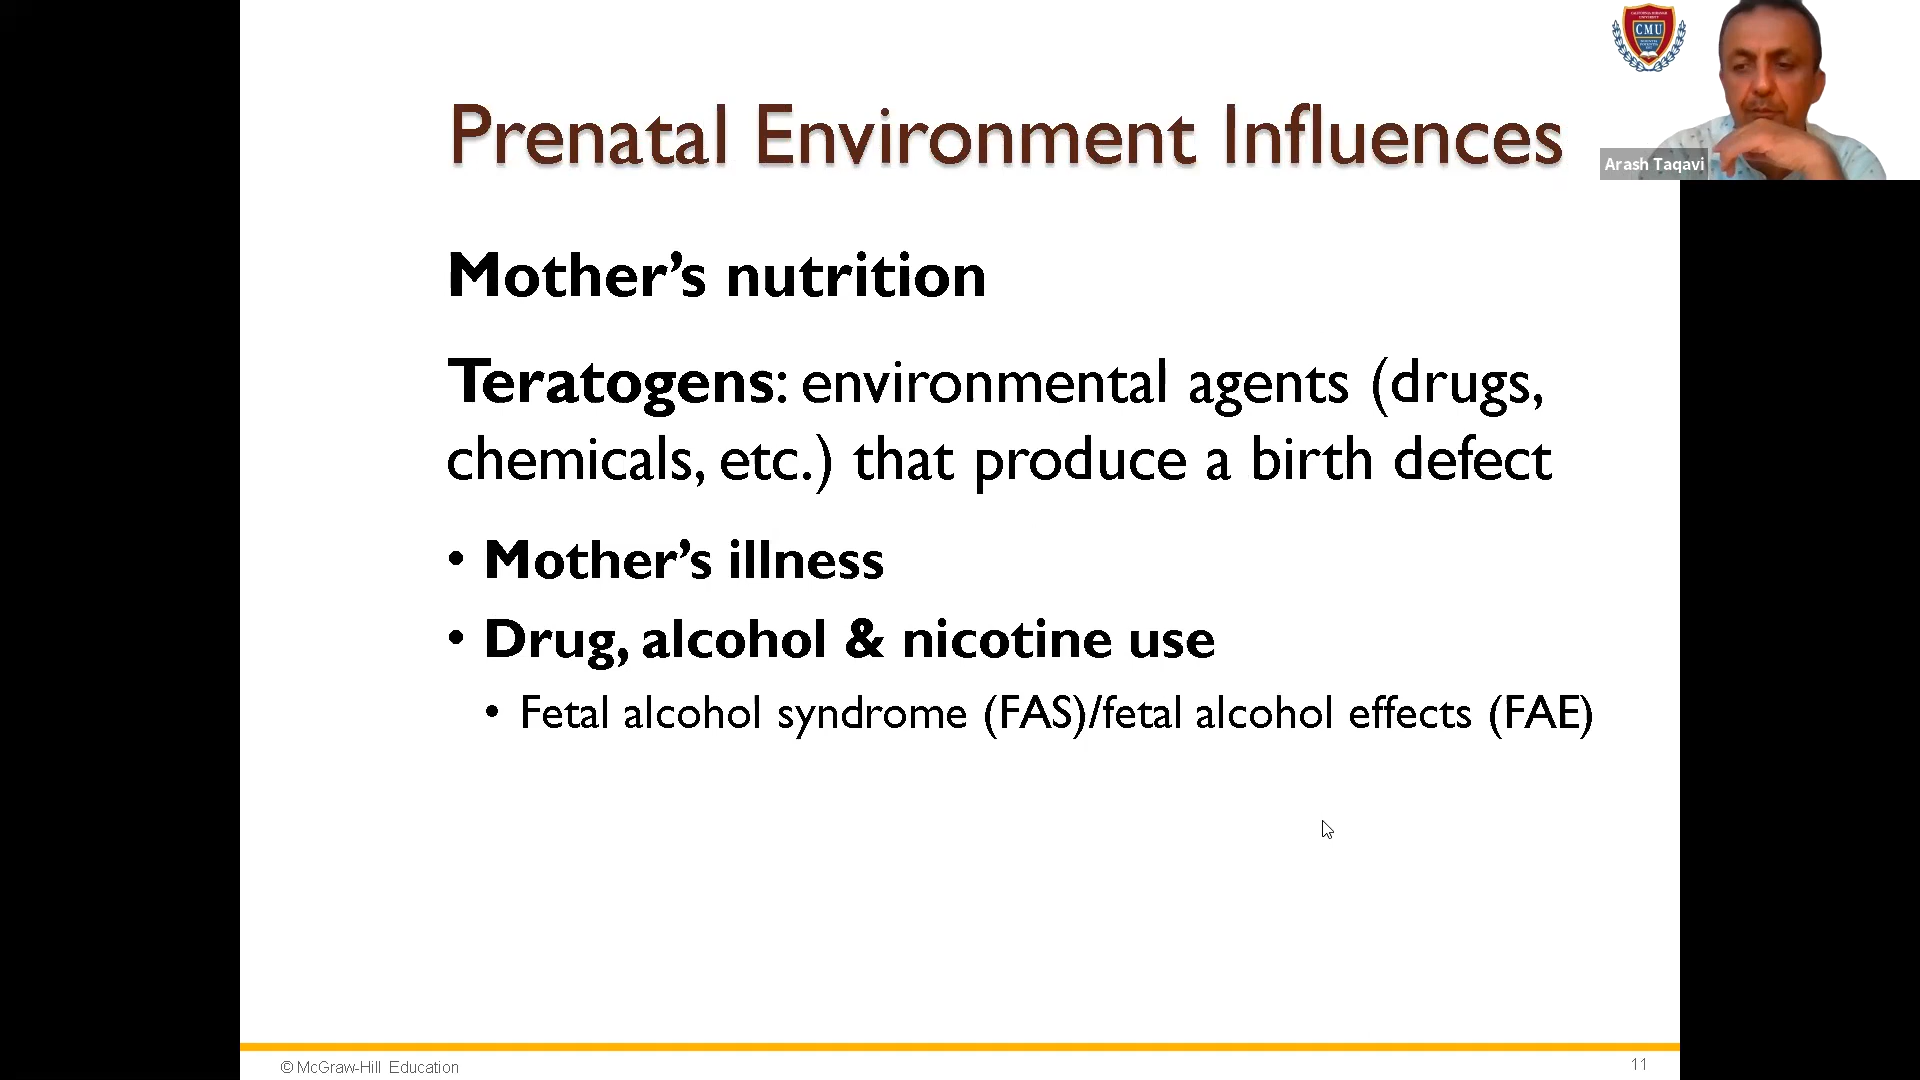 CMU
Prenatal Environment Influences
Arash Taqavi
Mother’s nutrition
Teratogens: environmental agents (drugs,
chemicals, etc.) that produce a birth defect
• Mother’s illness
• Drug, alcohol & nicotine use
• Fetal alcohol syndrome (FAS)/fetal alcohol effects (FAE)
© McGraw-Hill Education
11